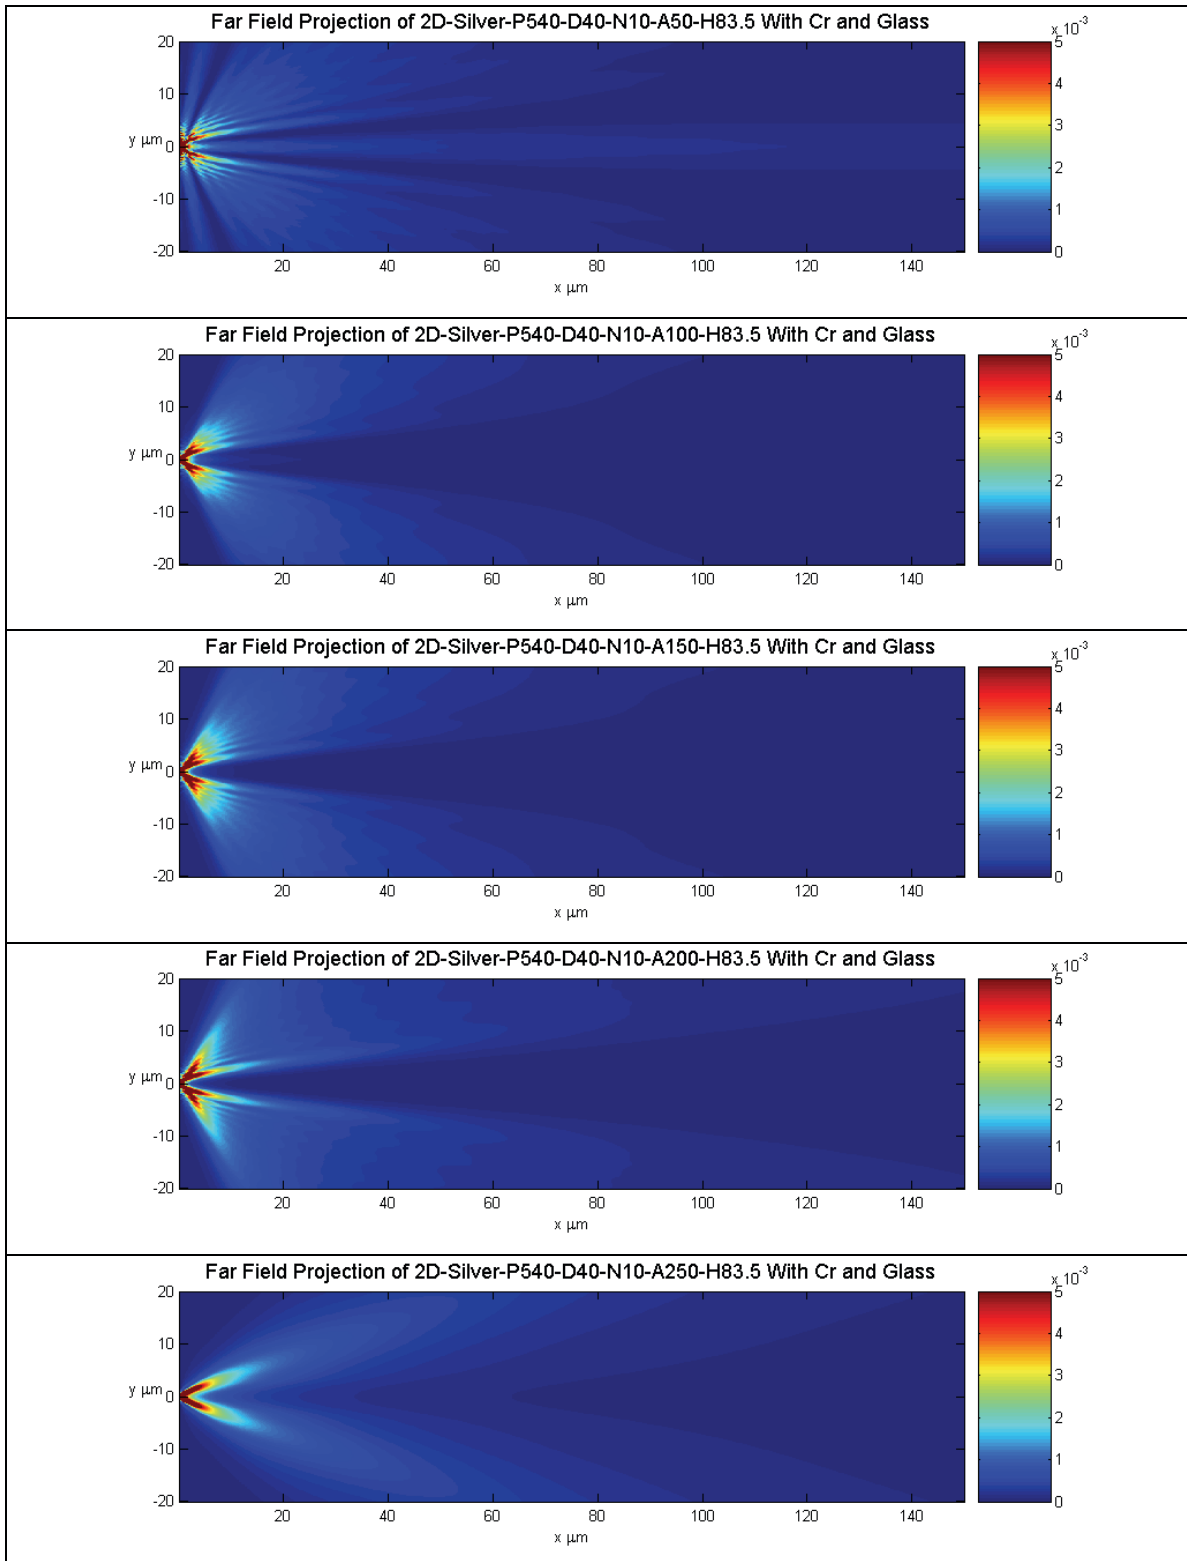 Far Field Projection of 2D-Silver-P540-D40-N10-A50-H83.5 With Cr and Glass
x 10-3
20
10
y μm 0
-10
-20
20 40 60 80 100 120 140
x μm
5
4
3
2
1
0
Far Field Projection of 2D-Silver-P540-D40-N10-A100-H83.5 With Cr and Glass
x 10-3
20
10
y μm 0
-10
-20
20 40 60 80 100 120 140
x μm
5
4
3
2
1
0
Far Field Projection of 2D-Silver-P540-D40-N10-A150-H83.5 With Cr and Glass
x 10-3
20
10
y μm 0
-10
-20
20 40 60 80 100 120 140
x μm
5
4
3
2
1
0
Far Field Projection of 2D-Silver-P540-D40-N10-A200-H83.5 With Cr and Glass
x 10-3
20
10
y μm 0
-10
-20
20 40 60 80 100 120 140
x μm
5
4
3
2
1
0
Far Field Projection of 2D-Silver-P540-D40-N10-A250-H83.5 With Cr and Glass
x 10-3
20
10
y μm 0
-10
-20
20 40 60 80 100 120 140
x μm
5
4
3
2
1
0